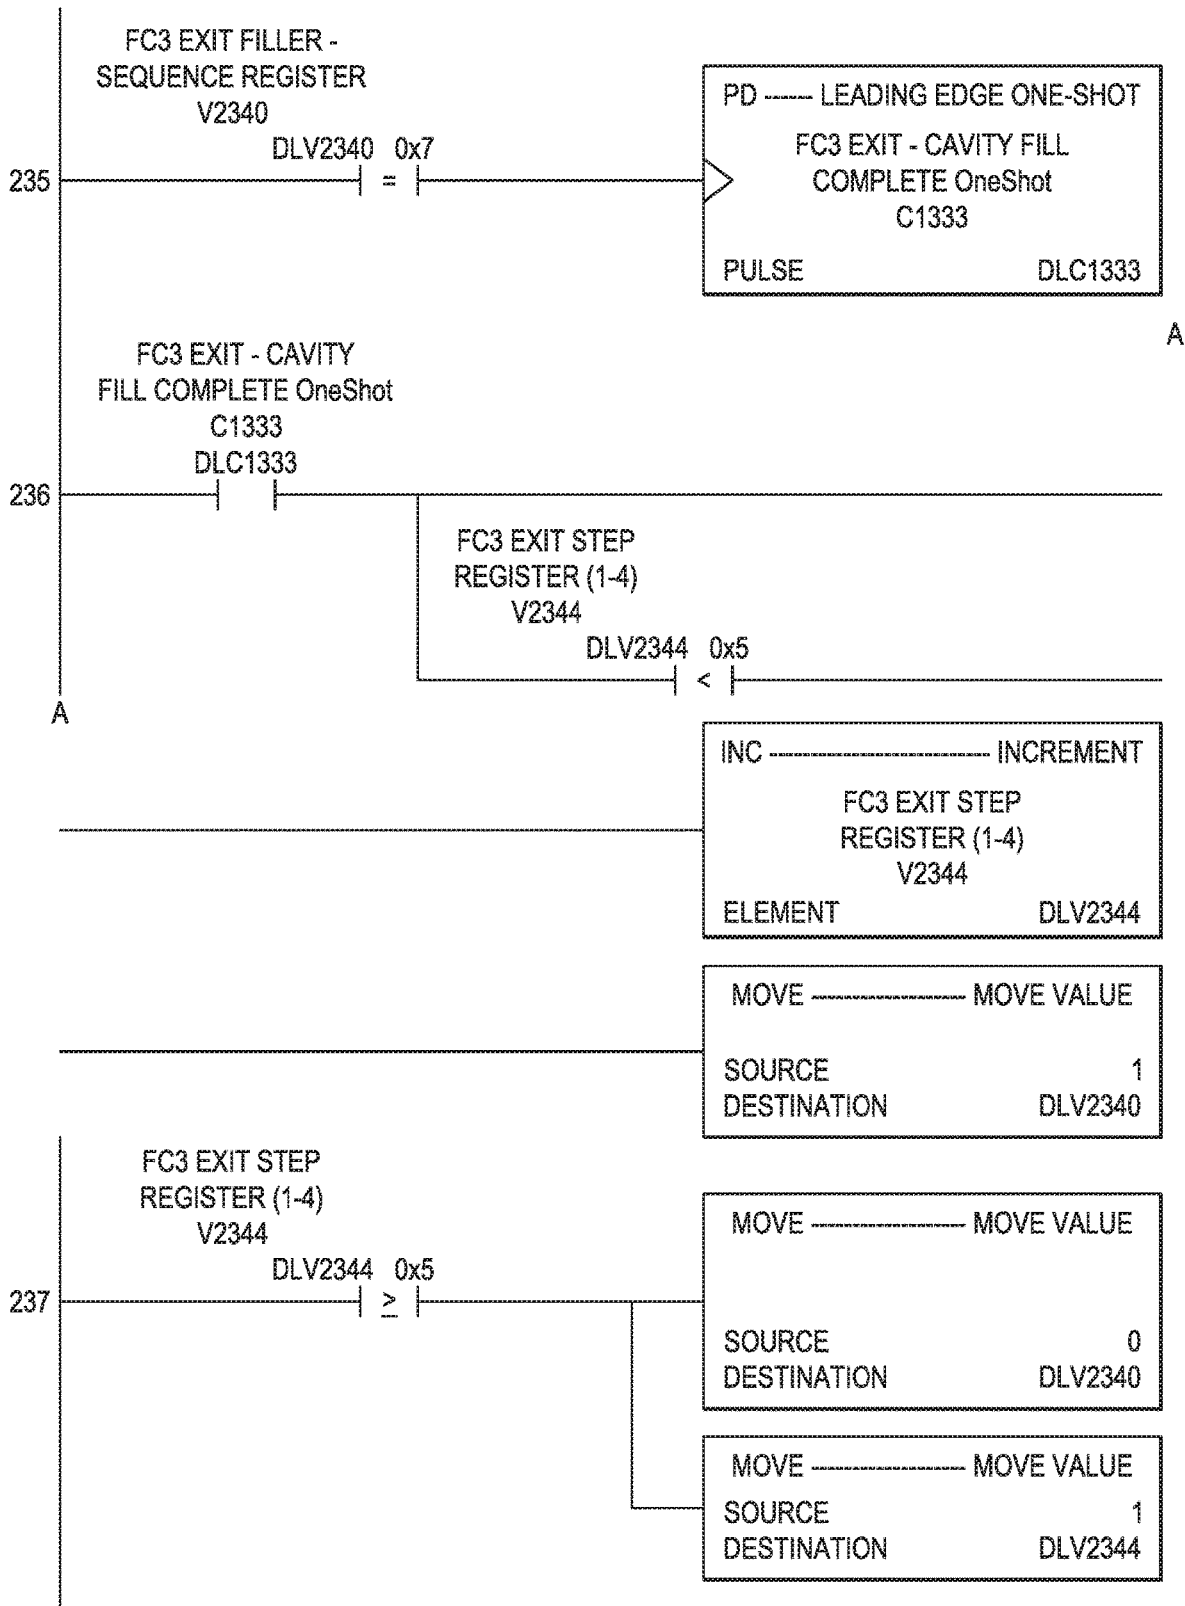 FC3 EXIT FILLER -
SEQUENCE REGISTER
V2340
DLV2340 0x7
235
=
PD ------ LEADING EDGE ONE-SHOT
FC3 EXIT - CAVITY FILL
COMPLETE OneShot
C1333
PULSE DLC1333
A
FC3 EXIT - CAVITY
FILL COMPLETE OneShot
C1333
DLC1333
236
FC3 EXIT STEP
REGISTER (1-4)
V2344
DLV2344 0x5
<
A
INC ---------------------------- INCREMENT
FC3 EXIT STEP
REGISTER (1-4)
V2344
ELEMENT DLV2344
MOVE -------------------- MOVE VALUE
SOURCE 1
DESTINATION DLV2340
FC3 EXIT STEP
REGISTER (1-4)
V2344
DLV2344 0x5
237
≥
MOVE -------------------- MOVE VALUE
SOURCE 0
DESTINATION DLV2340
MOVE -------------------- MOVE VALUE
SOURCE 1
DESTINATION DLV2344